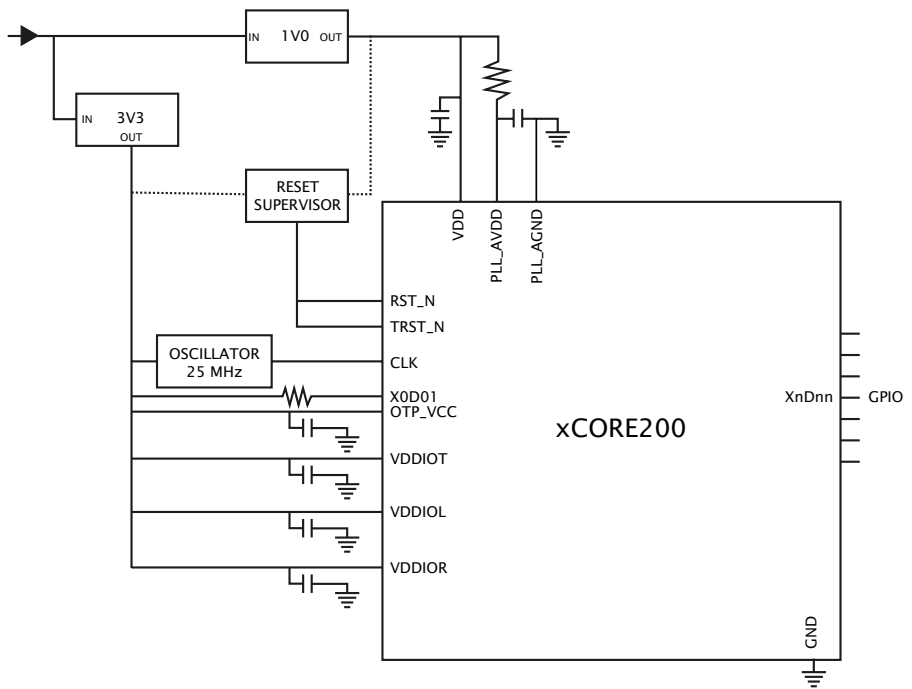 IN 1V0 OUT
IN 3V3
OUT
RESET
SUPERVISOR
VDD
PLL_AVDD
PLL_AGND
RST_N
TRST_N
OSCILLATOR
25 MHz
CLK
X0D01
OTP_VCC
XnDnn GPIO
xCORE200
VDDIOT
VDDIOL
VDDIOR
GND